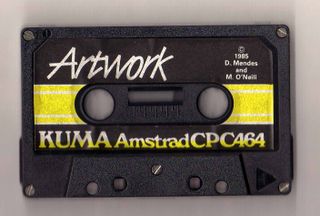 Artwork
©
1985
D. Mendes
and
M. O'Neill
KUMA Amstrad CPC464